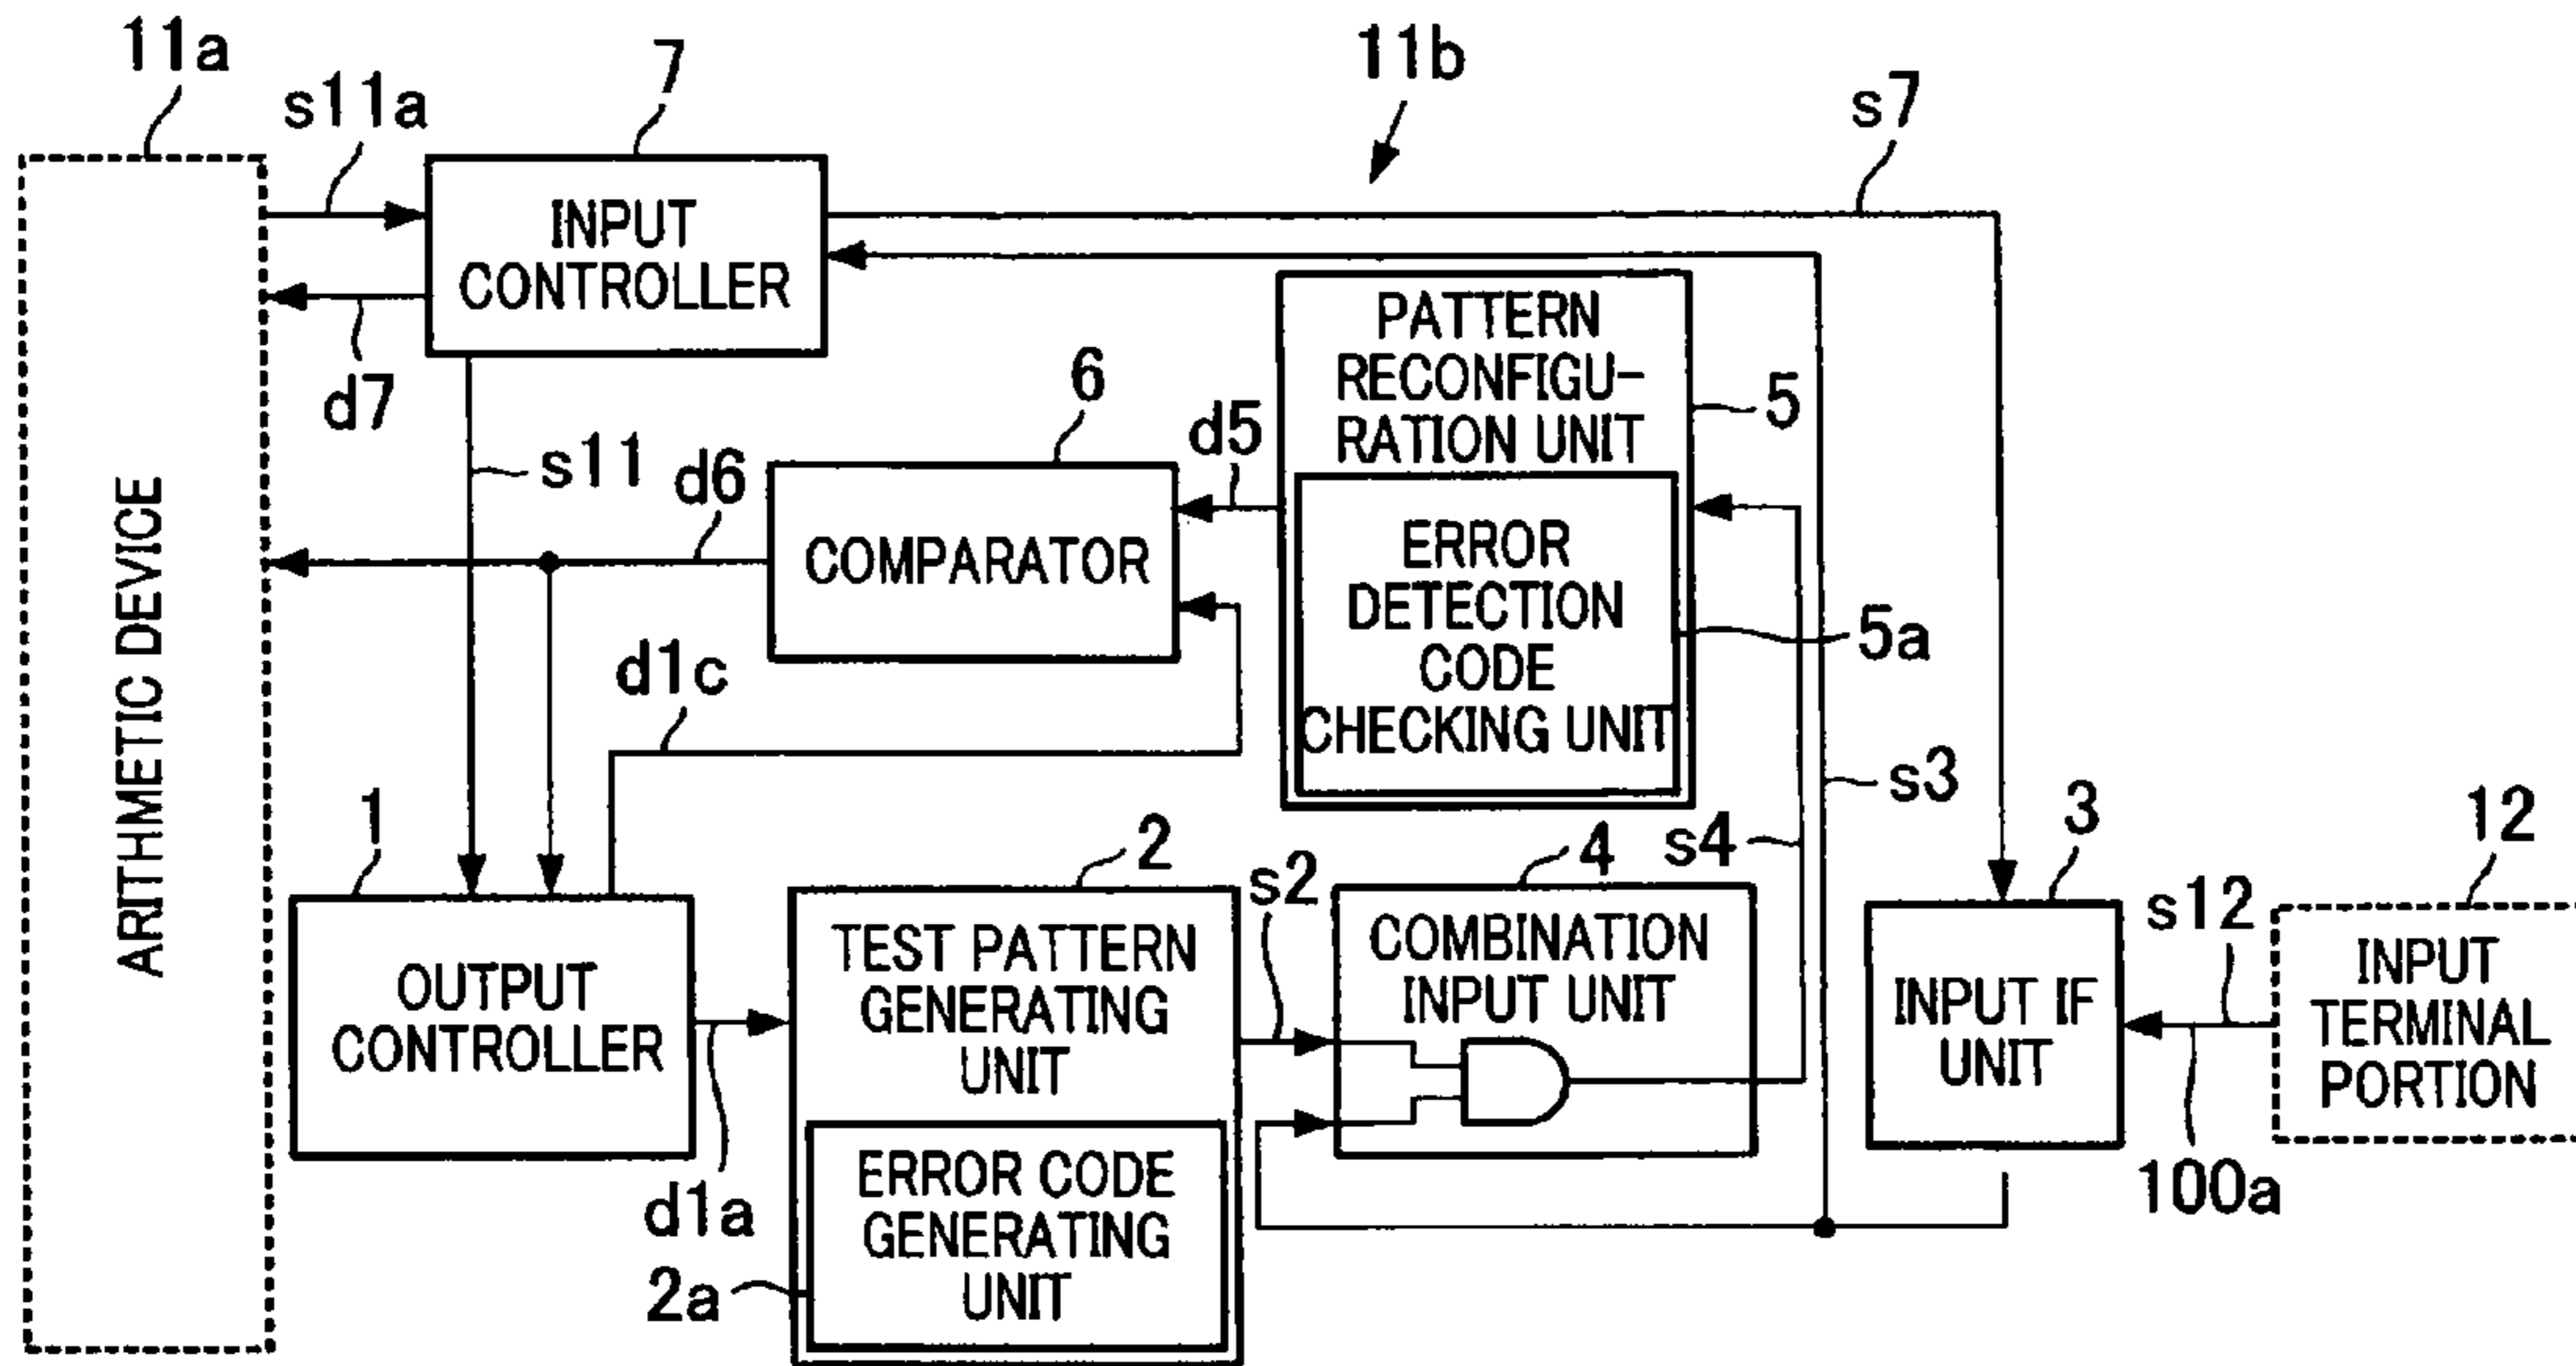 11a
s11a
7
11b
s7
INPUT
CONTROLLER
d7
s11
d6
6
COMPARATOR
d5
PATTERN
RECONFIGU-
RATION UNIT
5
ERROR
DETECTION
CODE
CHECKING UNIT
5a
ARITHMETIC DEVICE
d1c
s3
s4
1
OUTPUT
CONTROLLER
d1a
2
TEST PATTERN
GENERATING
UNIT
ERROR CODE
GENERATING
UNIT
2a
s2
4
COMBINATION
INPUT UNIT
3
INPUT IF
UNIT
s12
100a
12
INPUT
TERMINAL
PORTION